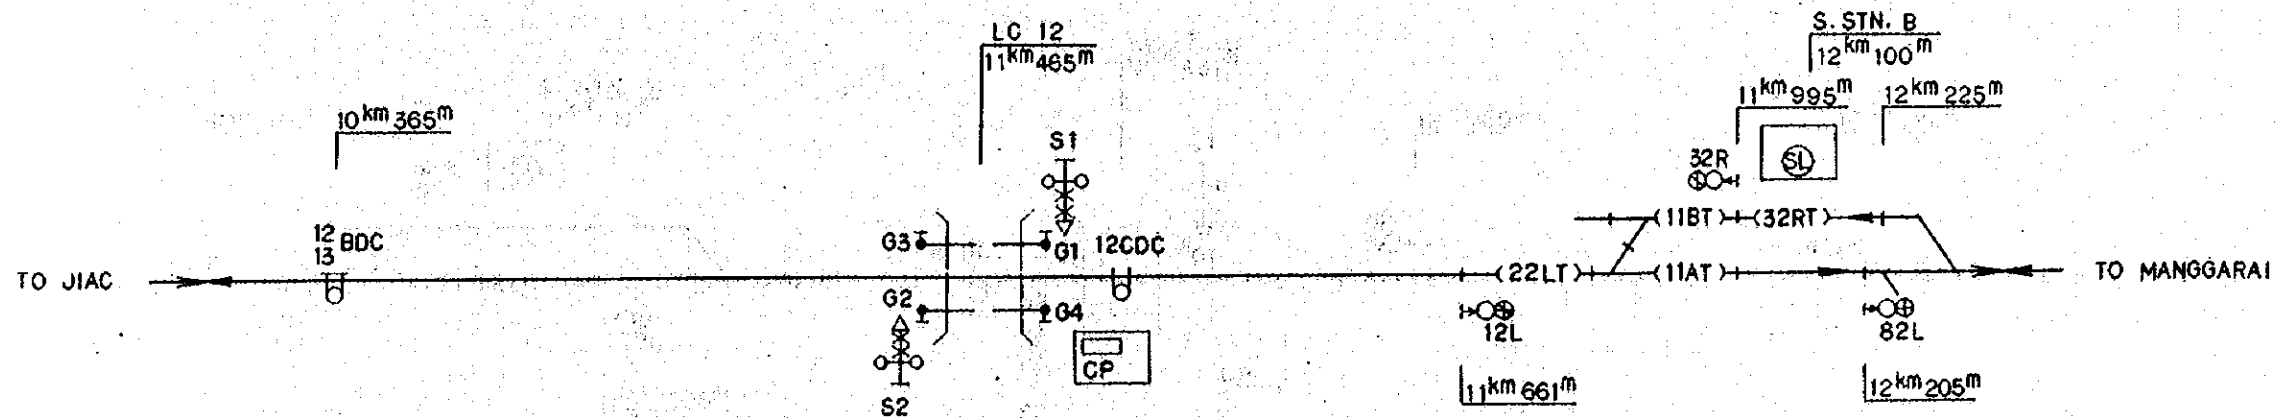 LC 12
11km465m
S. STN. B
12km100m
10km365m
11km995m
12km225m
S1
32R
SL
12
13 BDC
G3
G1
12CDC
(11BT)
(32RT)
TO JIAC
(22LT)
(11AT)
TO MANGGARAI
G2
G4
12L
82L
CP
S2
11km661m
12km205m